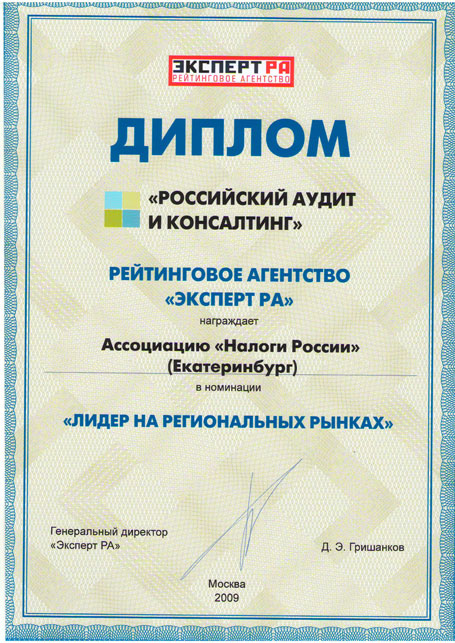 ЭКСПЕРТ РА
РЕЙТИНГОВОЕ АГЕНТСТВО
ДИПЛОМ
«РОССИЙСКИЙ АУДИТ
И КОНСАЛТИНГ»
РЕЙТИНГОВОЕ АГЕНТСТВО
«ЭКСПЕРТ РА»
награждает
Ассоциацию «Налоги России»
(Екатеринбург)
в номинации
«ЛИДЕР НА РЕГИОНАЛЬНЫХ РЫНКАХ»
Генеральный директор
«Эксперт РА»
Д. Э. Гришанков
Москва
2009